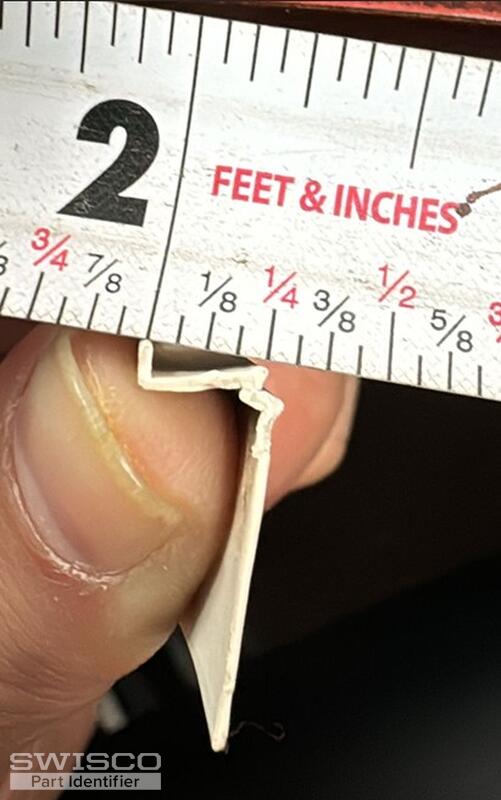 2
FEET & INCHES
3/4 7/8 1/8 1/4 3/8 1/2 5/8
SWISCO
Part Identifier